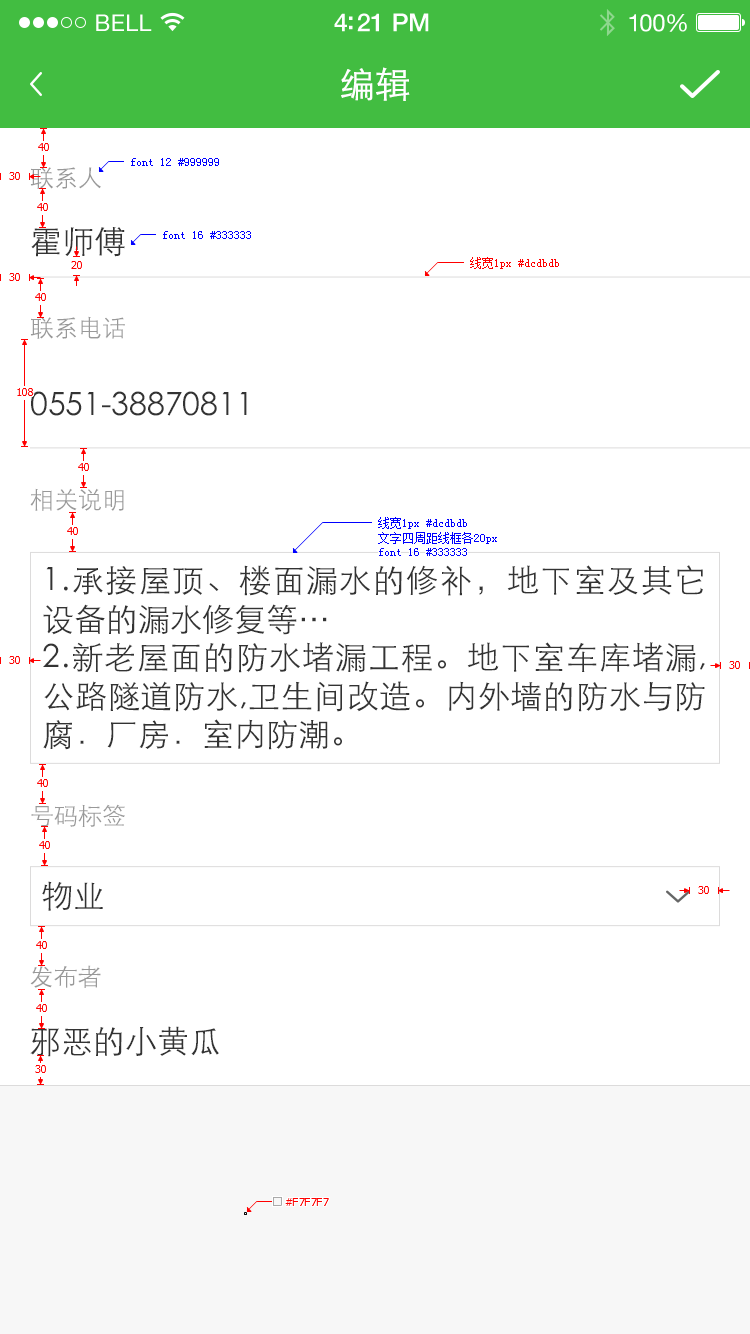 BELL 4:21 PM 100%
编辑
40
font 12 #999999
30 联系人
40
font 16 #333333
霍师傅
20
线宽1px #dcdbdb
30
40
联系电话
108
0551-38870811
40
相关说明
40
线宽1px #dcdbdb
文字四周距线框各20px
font 16 #333333
1.承接屋顶、楼面漏水的修补，地下室及其它
设备的漏水修复等…
30
2.新老屋面的防水堵漏工程。地下室车库堵漏,
30
公路隧道防水,卫生间改造。内外墙的防水与防
腐．厂房．室内防潮。
40
号码标签
40
物业
30
40
发布者
40
邪恶的小黄瓜
30
#F7F7F7